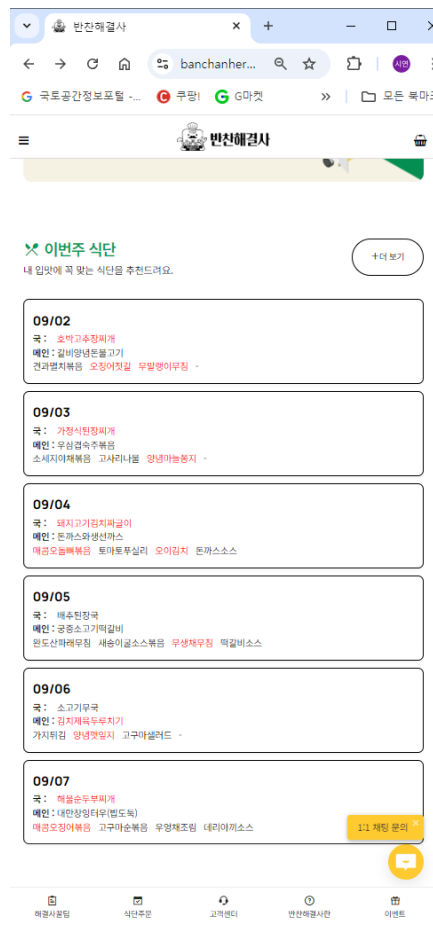 반찬해결사
banchanher...
시연
국토공간정보포털 -... 쿠팡! G마켓 » 모든 북마크
반찬해결사
이번주 식단
내 입맛에 꼭 맞는 식단을 추천드려요.
+더 보기
09/02
국 : 호박고추장찌개
메인 : 갈비양념돈불고기
견과멸치볶음 오징어젓갈 무말랭이무침 -
09/03
국 : 가정식된장찌개
메인 : 우삼겹숙주볶음
소세지야채볶음 고사리나물 양념마늘쫑지 -
09/04
국 : 돼지고기김치짜글이
메인 : 돈까스와생선까스
매콤오돌뼈볶음 토마토푸실리 오이김치 돈까스소스
09/05
국 : 배추된장국
메인 : 궁중소고기떡갈비
완도산파래무침 새송이굴소스볶음 무생채무침 떡갈비소스
09/06
국 : 소고기무국
메인 : 김치제육두루치기
가지튀김 양념깻잎지 고구마샐러드 -
09/07
국 : 해물순두부찌개
메인 : 대만장잉터우(밥도둑)
매콤오징어볶음 고구마순볶음 우엉채조림 데리야끼소스
1:1 채팅 문의
해결사꿀팁 식단주문 고객센터 반찬해결사란 이벤트